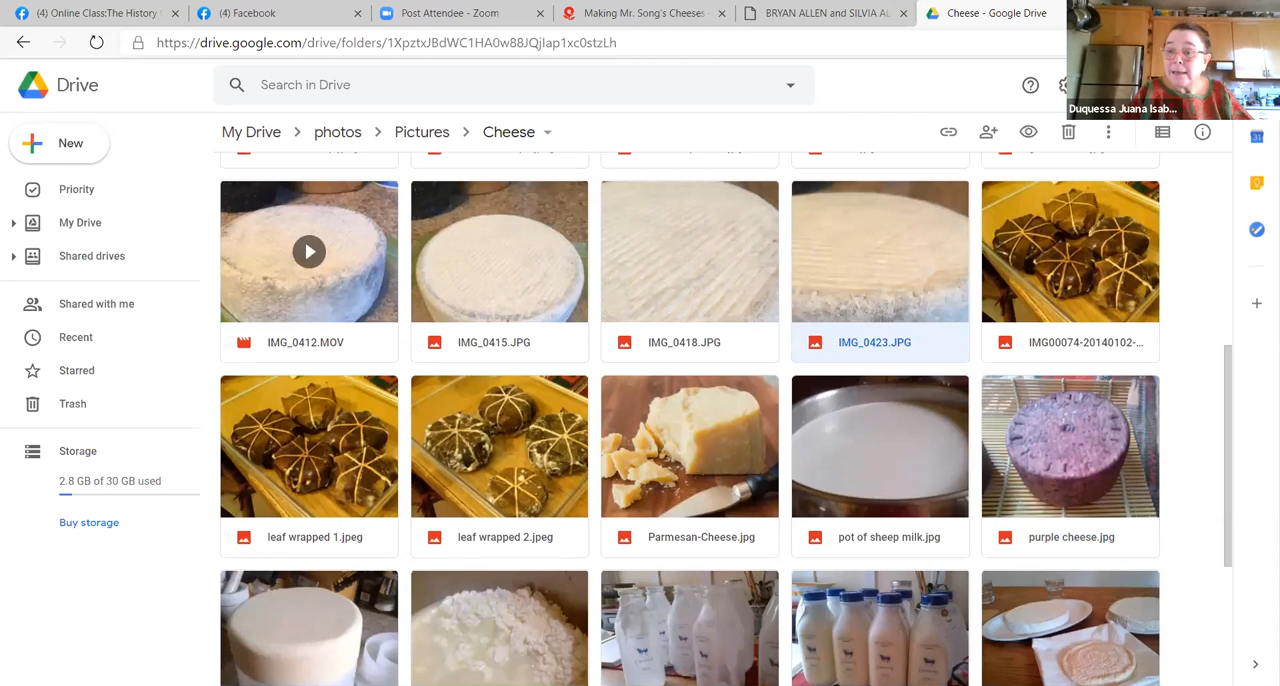 (4) Online Class:The History
(4) Facebook
Post Attendee - Zoom
Making Mr. Song's Cheeses -
BRYAN ALLEN and SILVIA AL
Cheese - Google Drive
https://drive.google.com/drive/folders/1XpztxJBdWC1HA0w88JQjIap1xc0stzLh
Drive
Search in Drive
Duquessa Juana Isab...
New
My Drive > photos > Pictures > Cheese
Priority
My Drive
Shared drives
Shared with me
Recent
Starred
Trash
Storage
2.8 GB of 30 GB used
Buy storage
IMG_0412.MOV
IMG_0415.JPG
IMG_0418.JPG
IMG_0423.JPG
IMG00074-20140102-...
leaf wrapped 1.jpeg
leaf wrapped 2.jpeg
Parmesan-Cheese.jpg
pot of sheep milk.jpg
purple cheese.jpg
31